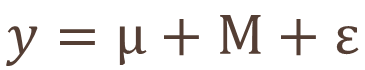 y = μ + M + ε